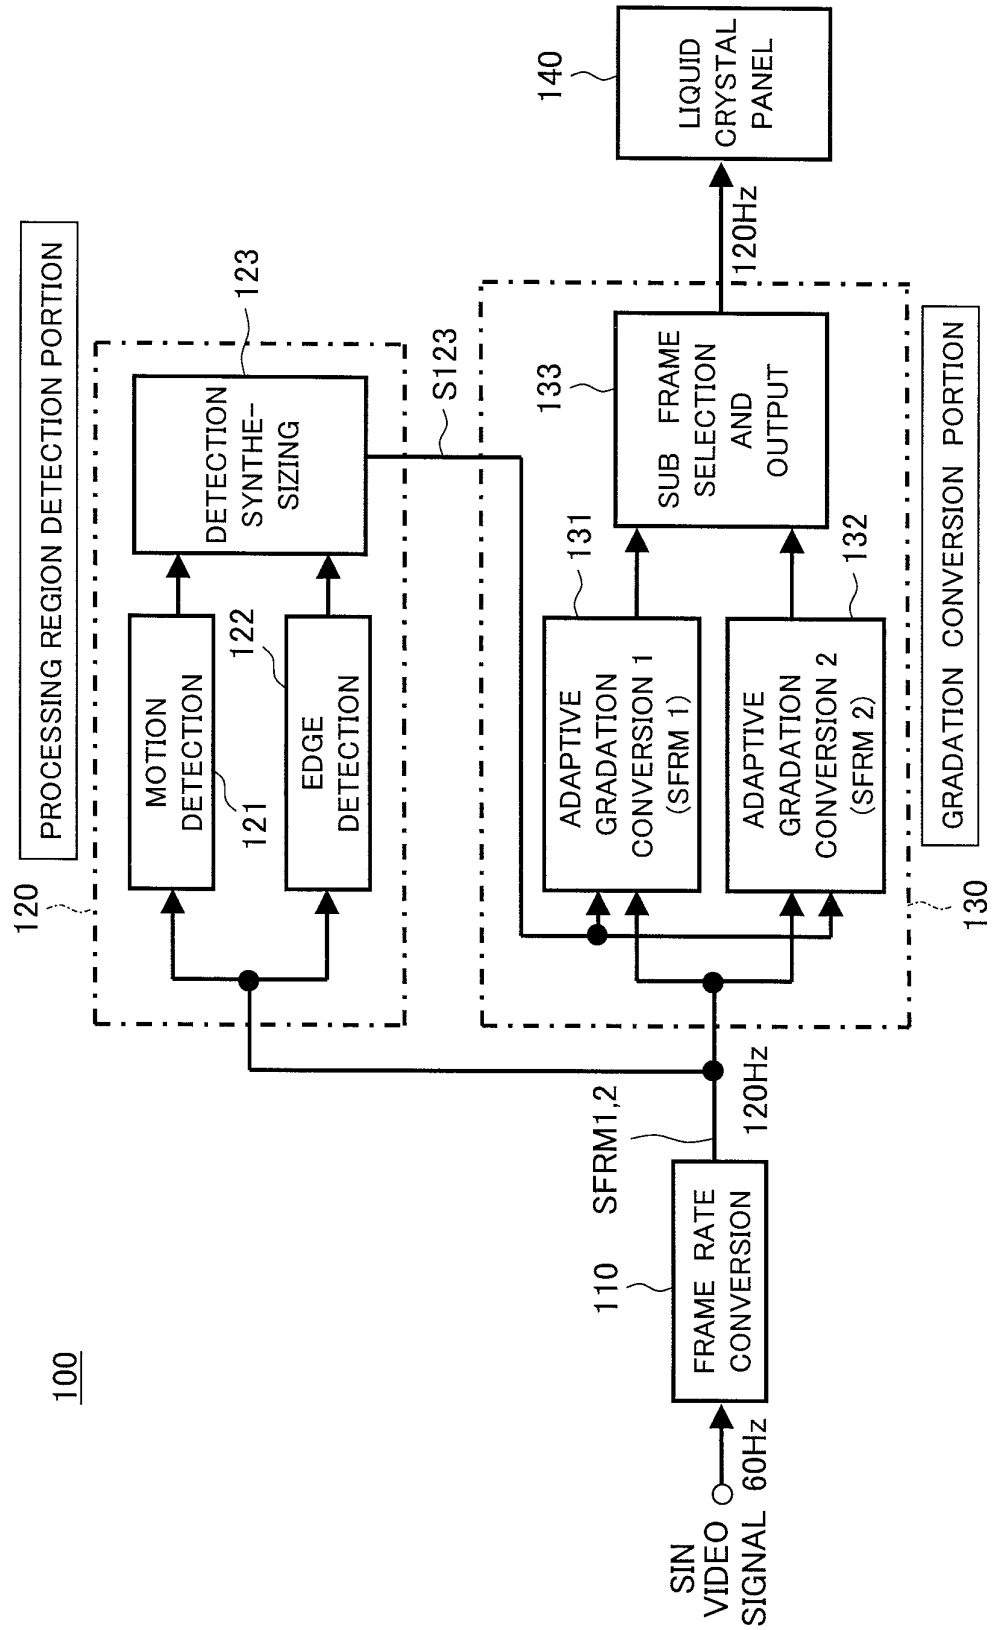 100
SIN
VIDEO
SIGNAL 60Hz
110
FRAME RATE
CONVERSION
SFRM1,2
120Hz
120
PROCESSING REGION DETECTION PORTION
MOTION
DETECTION
121
EDGE
DETECTION
122
DETECTION
SYNTHE-
SIZING
123
S123
130
GRADATION CONVERSION PORTION
ADAPTIVE
GRADATION
CONVERSION 1
(SFRM 1)
131
ADAPTIVE
GRADATION
CONVERSION 2
(SFRM 2)
132
SUB FRAME
SELECTION
AND
OUTPUT
133
120Hz
140
LIQUID
CRYSTAL
PANEL